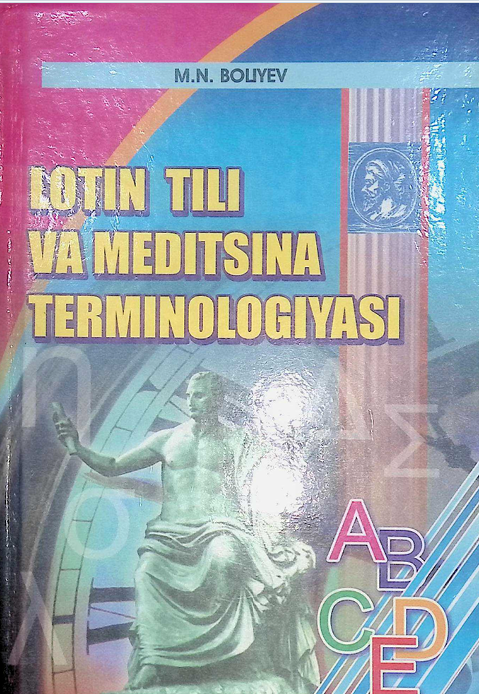 M.N. BOLIYEV
LOTIN TILI
VA MEDITSINA
TERMINOLOGIYASI
η
Δ
Σ
α
λ
A
B
C
D
E